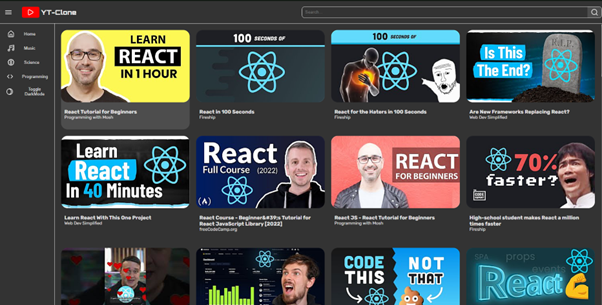 YT-Clone
Search
Home
Music
Science
Programming
Toggle
DarkMode
LEARN
REACT
IN 1 HOUR
React Tutorial for Beginners
Programming with Mosh
100 SECONDS OF
React in 100 Seconds
Fireship
100 SECONDS OF
React for the Haters in 100 Seconds
Fireship
Is This
The End?
R.I.P.
Are New Frameworks Replacing React?
Web Dev Simplified
Learn
React
In 40 Minutes
Learn React With This One Project
Web Dev Simplified
React
Full Course (2022)
React Course - Beginner&#39;s Tutorial for
React JavaScript Library [2022]
freeCodeCamp.org
REACT
FOR BEGINNERS
React JS - React Tutorial for Beginners
Programming with Mosh
70%
faster?
High-school student makes React a million
times faster
Fireship
CODE
THIS
NOT
THAT
SPA
props
React